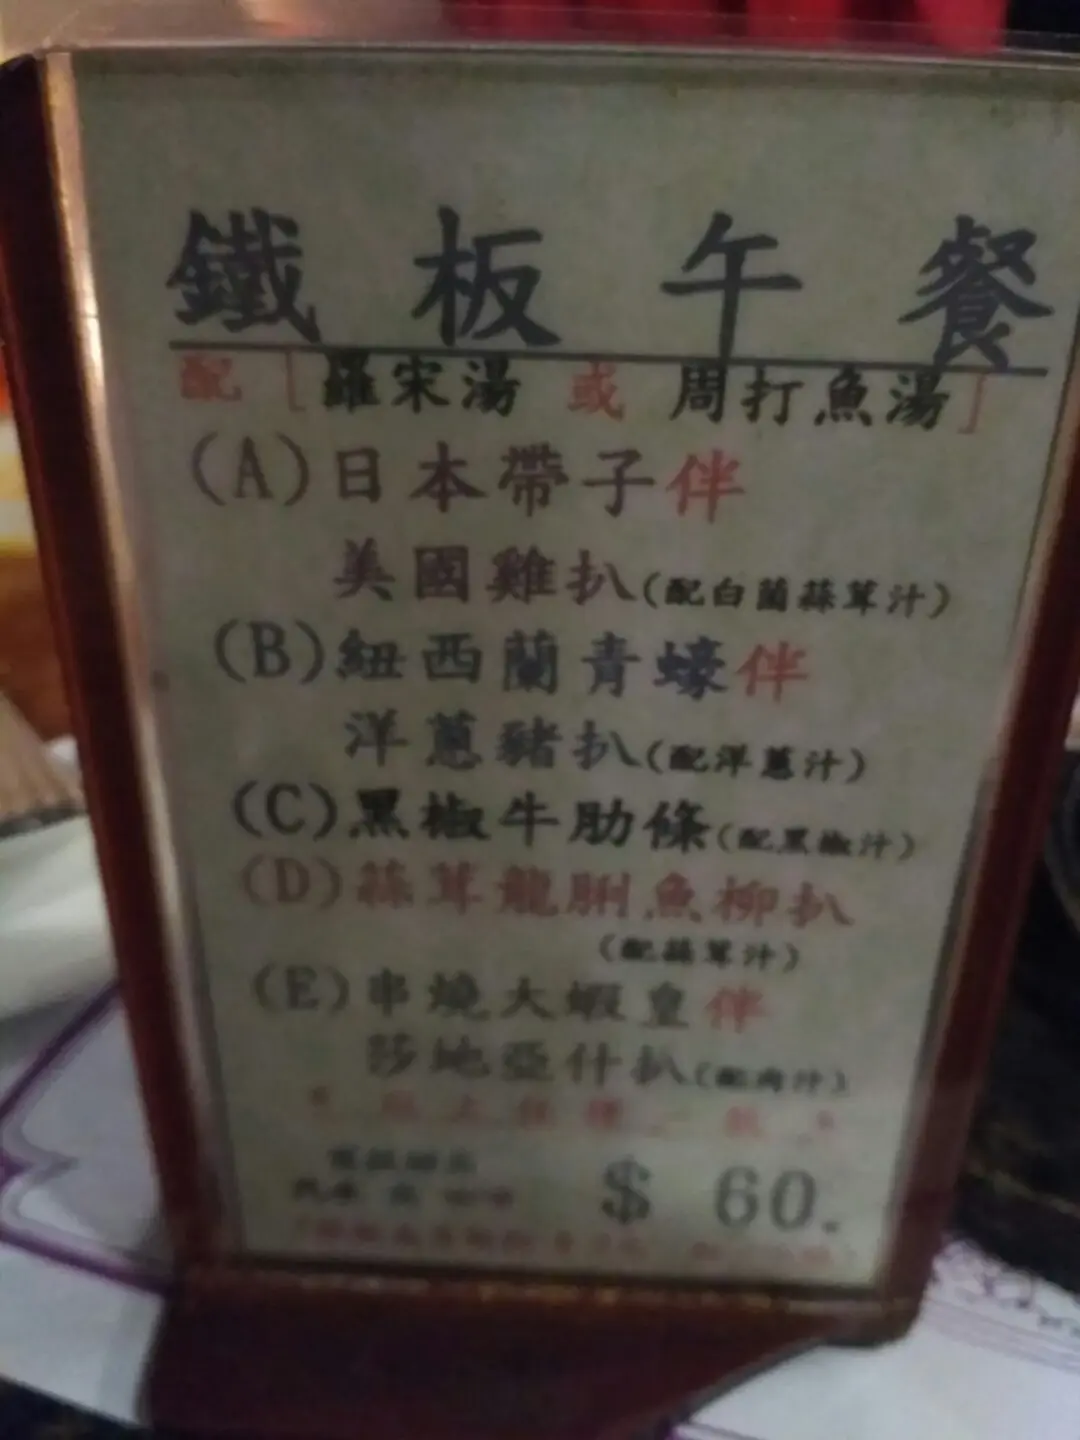 鐵板午餐
配[羅宋湯 或 周打魚湯]
(A)日本帶子伴
美國雞扒(配白菌蒜茸汁)
(B)紐西蘭青蠔伴
洋蔥豬扒(配洋蔥汁)
(C)黑椒牛肋條(配黑椒汁)
(D)蒜茸龍脷魚柳扒
(配蒜茸汁)
(E)串燒大蝦皇伴
莎地亞什扒(配肉汁)
$ 60.